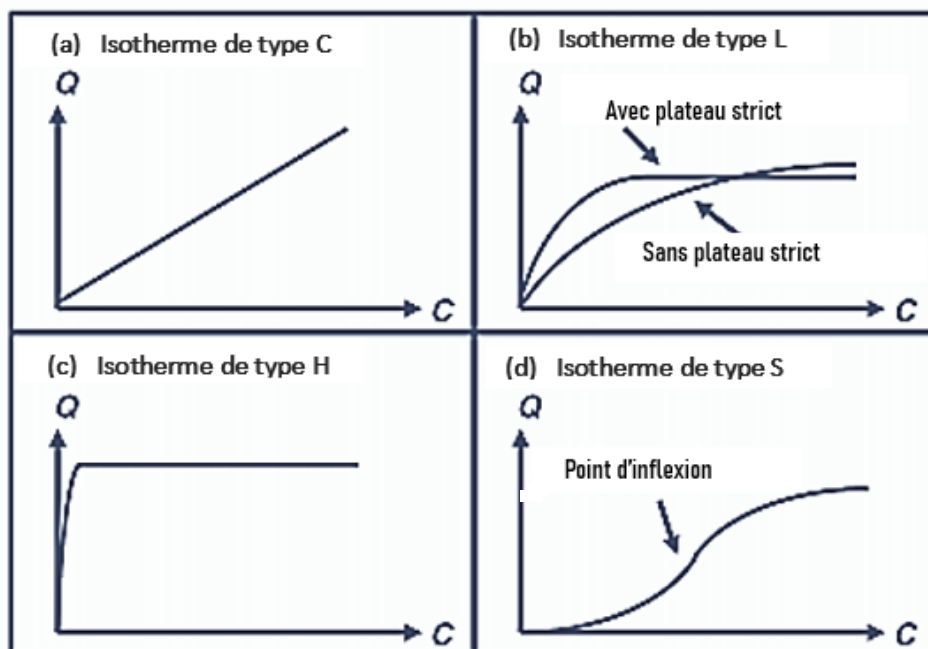 (a) Isotherme de type C
Q
C
(b) Isotherme de type L
Q
Avec plateau strict
Sans plateau strict
C
(c) Isotherme de type H
Q
C
(d) Isotherme de type S
Q
Point d'inflexion
C